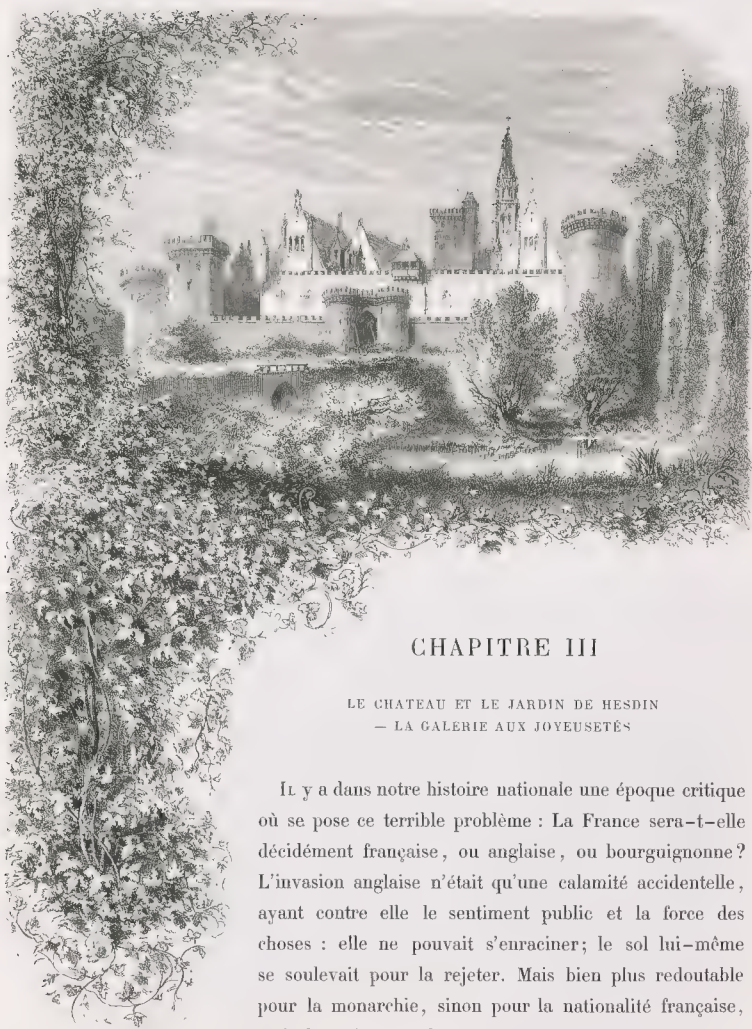 CHAPITRE III
LE CHATEAU ET LE JARDIN DE HESDIN
— LA GALERIE AUX JOYEUSETÉS
IL y a dans notre histoire nationale une époque critique
où se pose ce terrible problème : La France sera-t-elle
décidément française, ou anglaise, ou bourguignonne?
L'invasion anglaise n'était qu'une calamité accidentelle,
ayant contre elle le sentiment public et la force des
choses : elle ne pouvait s'enraciner; le sol lui-même
se soulevait pour la rejeter. Mais bien plus redoutable
pour la monarchie, sinon pour la nationalité française,